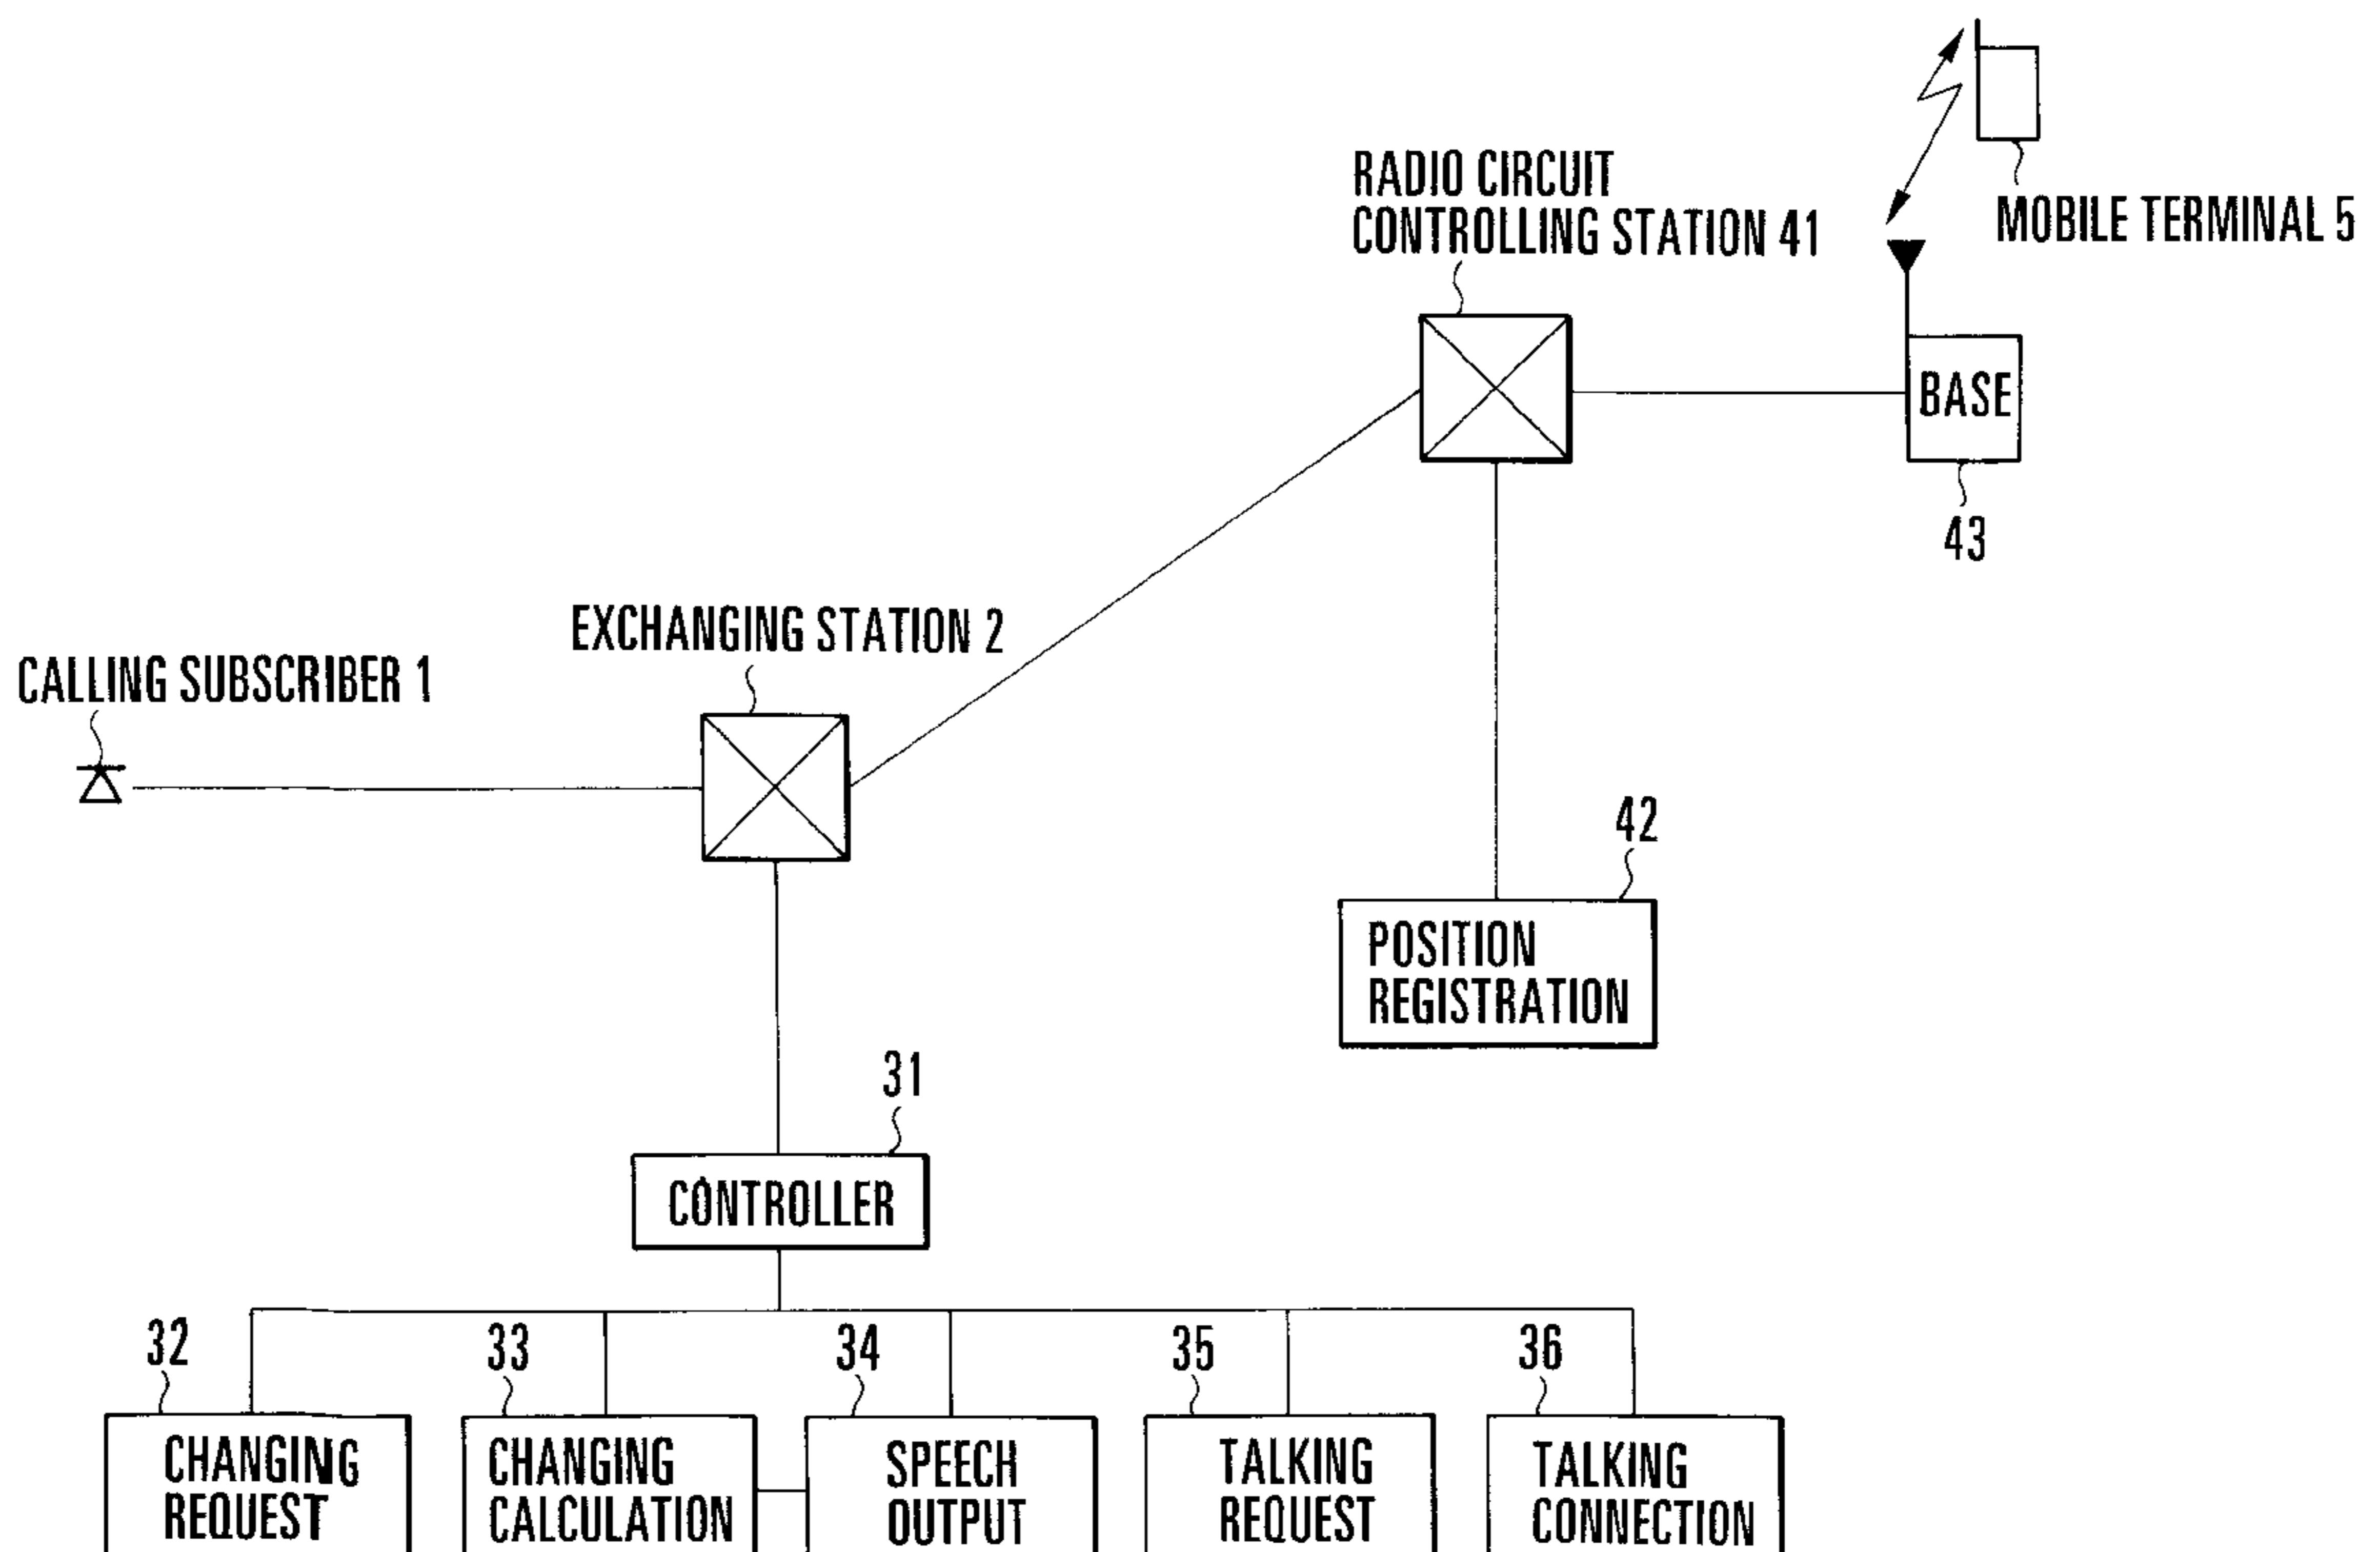 RADIO CIRCUIT
CONTROLLING STATION 41
MOBILE TERMINAL 5
BASE
43
EXCHANGING STATION 2
CALLING SUBSCRIBER 1
42
POSITION
REGISTRATION
31
CONTROLLER
32
33
34
35
36
CHANGING
REQUEST
CHANGING
CALCULATION
SPEECH
OUTPUT
TALKING
REQUEST
TALKING
CONNECTION